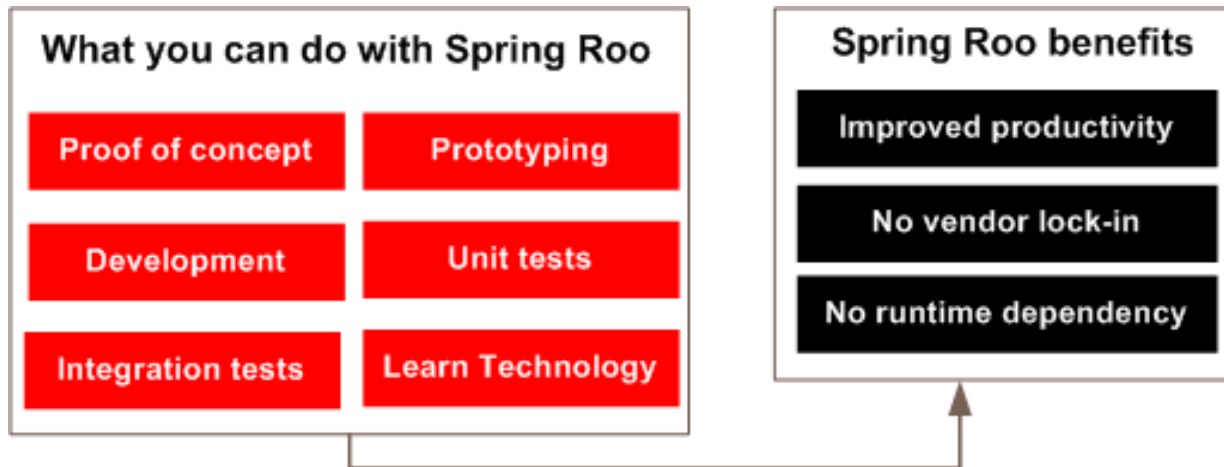 What you can do with Spring Roo
Proof of concept
Prototyping
Development
Unit tests
Integration tests
Learn Technology
Spring Roo benefits
Improved productivity
No vendor lock-in
No runtime dependency